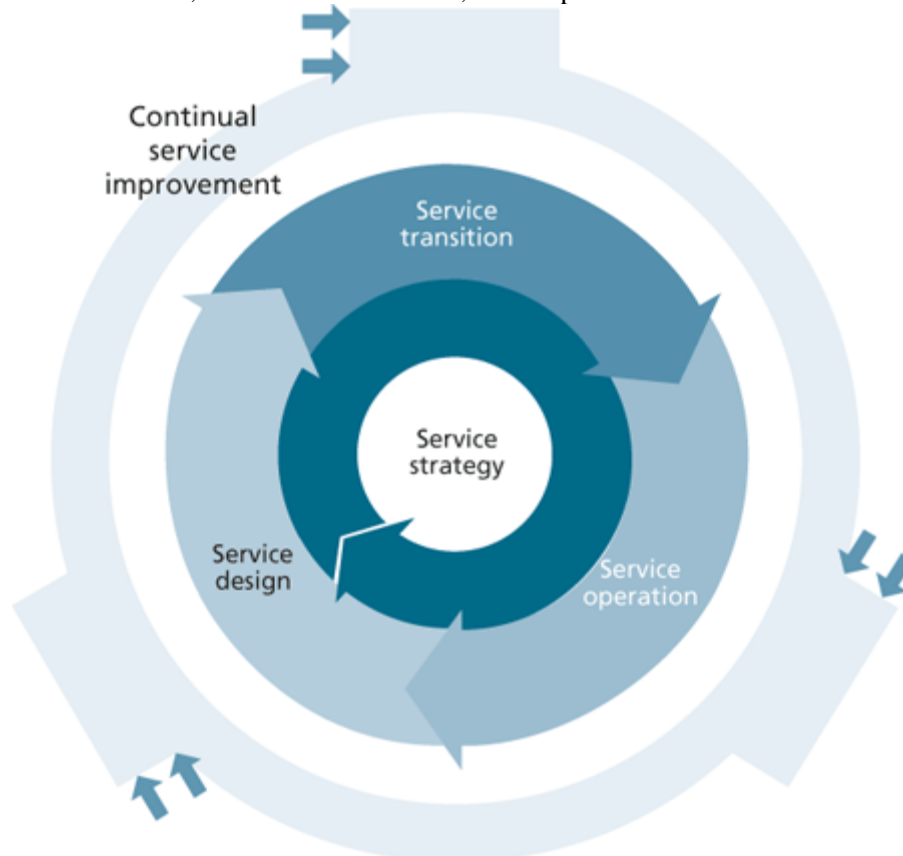 Continual
service
improvement
Service
transition
Service
strategy
Service
design
Service
operation